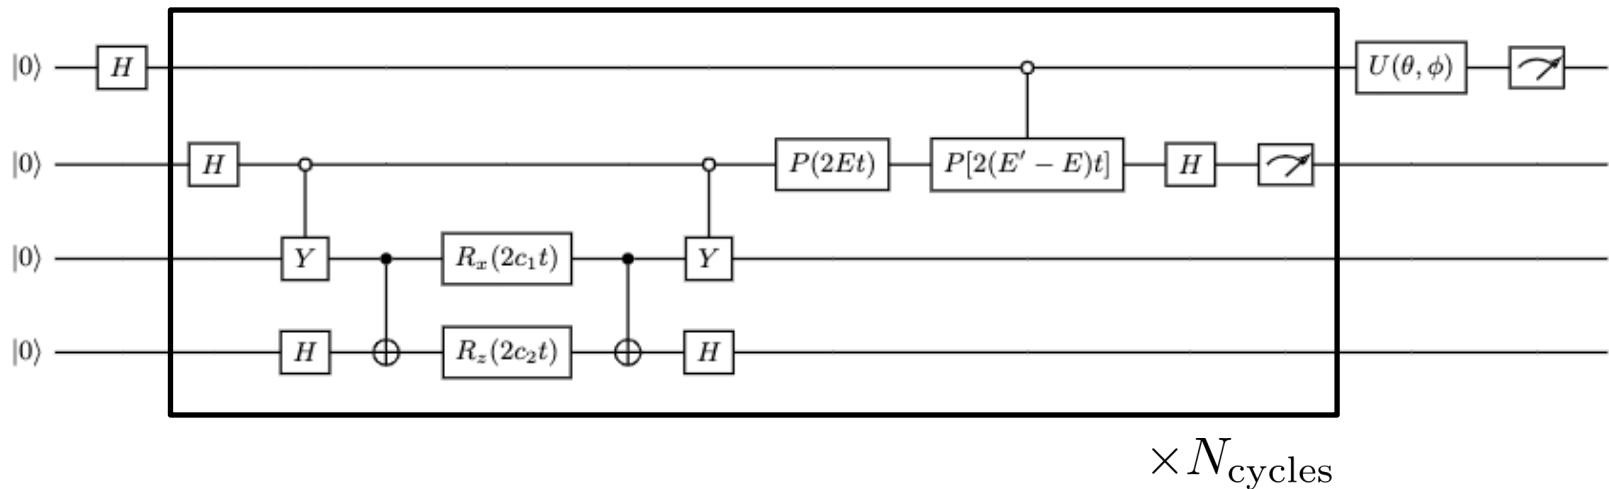 |0⟩ H U(θ, ϕ)
|0⟩ H P(2Et) P[2(E′ − E)t] H
|0⟩ Y R_x(2c_1t) Y
|0⟩ H R_z(2c_2t) H
×N_cycles